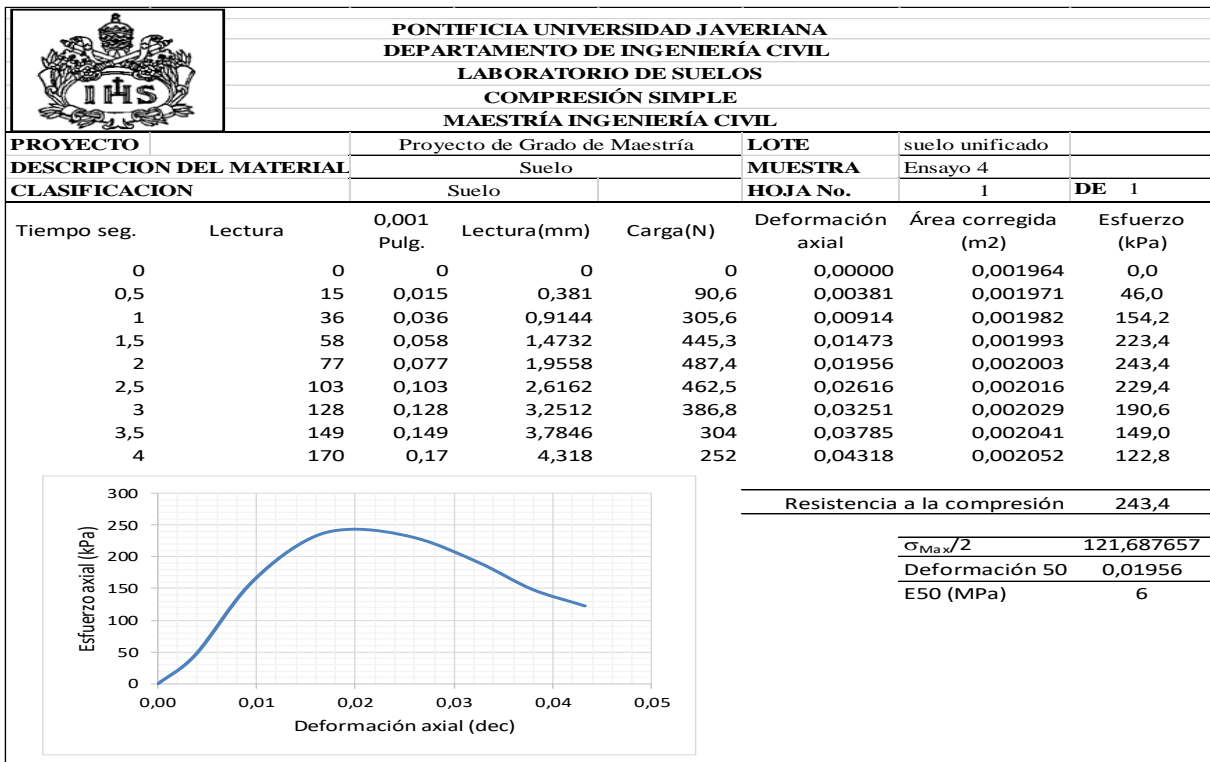 PONTIFICIA UNIVERSIDAD JAVERIANA
DEPARTAMENTO DE INGENIERÍA CIVIL
LABORATORIO DE SUELOS
COMPRESIÓN SIMPLE
MAESTRÍA INGENIERÍA CIVIL
IHS
PROYECTO Proyecto de Grado de Maestría LOTE suelo unificado
DESCRIPCION DEL MATERIAL Suelo MUESTRA Ensayo 4
CLASIFICACION Suelo HOJA No. 1 DE 1
Tiempo seg. Lectura 0,001 Pulg. Lectura(mm) Carga(N) Deformación axial Área corregida (m2) Esfuerzo (kPa)
0 0 0 0 0 0,00000 0,001964 0,0
0,5 15 0,015 0,381 90,6 0,00381 0,001971 46,0
1 36 0,036 0,9144 305,6 0,00914 0,001982 154,2
1,5 58 0,058 1,4732 445,3 0,01473 0,001993 223,4
2 77 0,077 1,9558 487,4 0,01956 0,002003 243,4
2,5 103 0,103 2,6162 462,5 0,02616 0,002016 229,4
3 128 0,128 3,2512 386,8 0,03251 0,002029 190,6
3,5 149 0,149 3,7846 304 0,03785 0,002041 149,0
4 170 0,17 4,318 252 0,04318 0,002052 122,8
Resistencia a la compresión 243,4
σMax/2 121,687657
Deformación 50 0,01956
E50 (MPa) 6
Esfuerzo axial (kPa)
300
250
200
150
100
50
0
0,00 0,01 0,02 0,03 0,04 0,05
Deformación axial (dec)